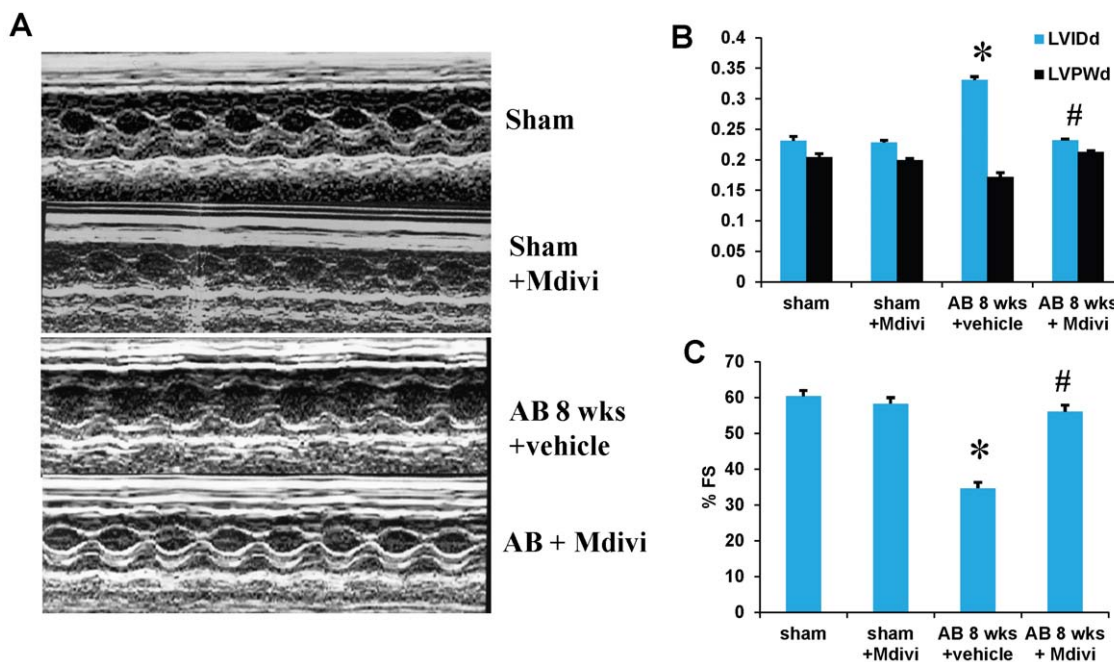 A
Sham
Sham
+Mdivi
AB 8 wks
+vehicle
AB + Mdivi
B
LVIDd
LVPWd
0.4
0.35
0.3
0.25
0.2
0.15
0.1
0.05
0
*
#
sham
sham
+Mdivi
AB 8 wks
+vehicle
AB 8 wks
+ Mdivi
C
% FS
70
60
50
40
30
20
10
0
*
#
sham
sham
+Mdivi
AB 8 wks
+vehicle
AB 8 wks
+ Mdivi